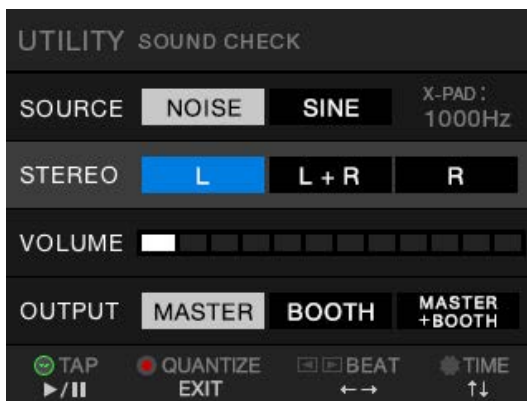 UTILITY SOUND CHECK
SOURCE NOISE SINE X-PAD:
1000Hz
STEREO L L + R R
VOLUME
OUTPUT MASTER BOOTH MASTER
+BOOTH
TAP QUANTIZE BEAT TIME
▶/II EXIT ←→ ↑↓